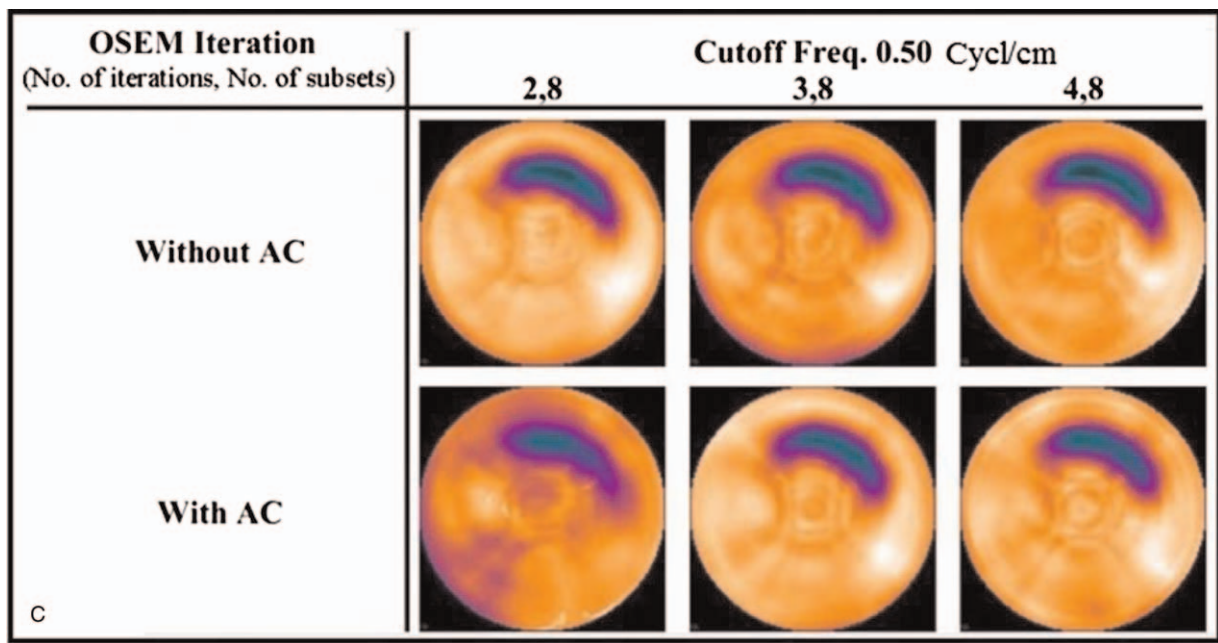 OSEM Iteration
(No. of iterations, No. of subsets)
Cutoff Freq. 0.50 Cycl/cm
2,8 3,8 4,8
Without AC
With AC
C